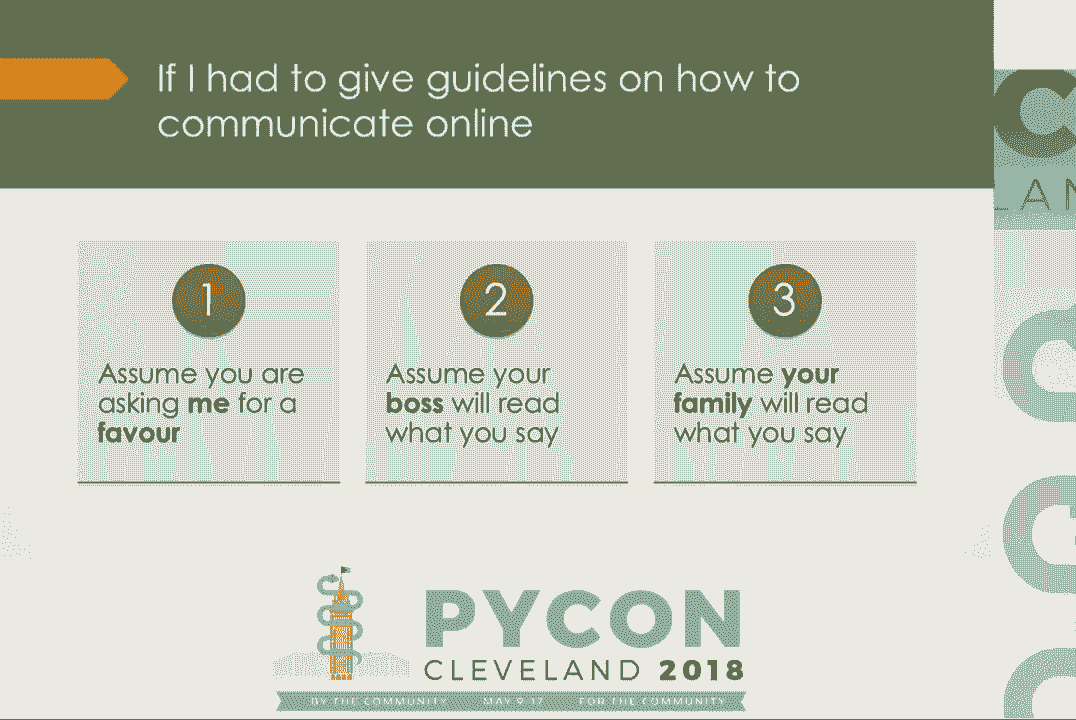 If I had to give guidelines on how to
communicate online
1
Assume you are
asking me for a
favour
2
Assume your
boss will read
what you say
3
Assume your
family will read
what you say
PYCON
CLEVELAND 2018
BY THE COMMUNITY MAY 9-17 FOR THE COMMUNITY